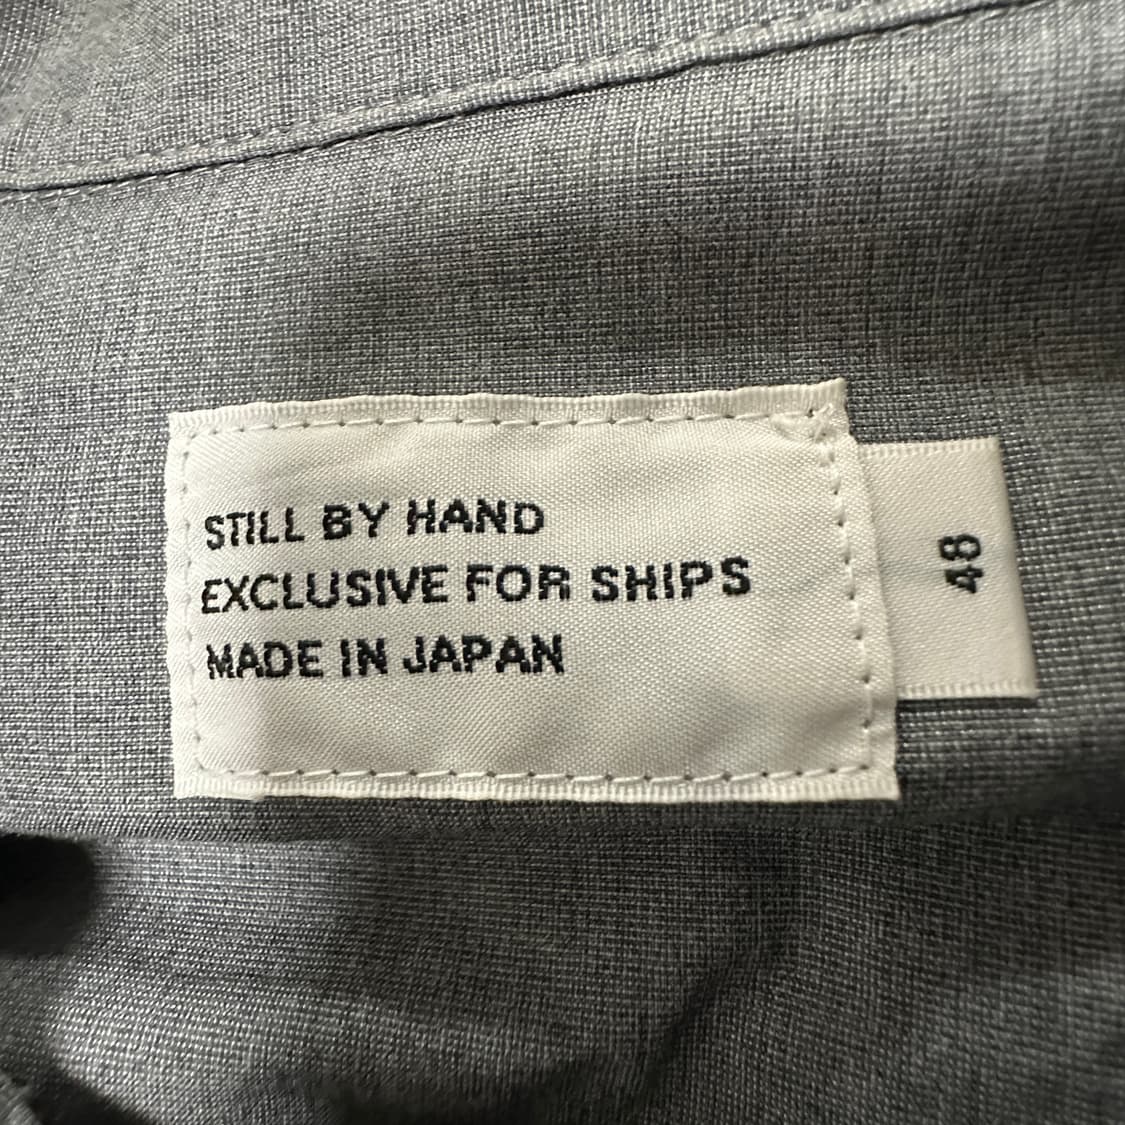 STILL BY HAND
EXCLUSIVE FOR SHIPS
MADE IN JAPAN
48